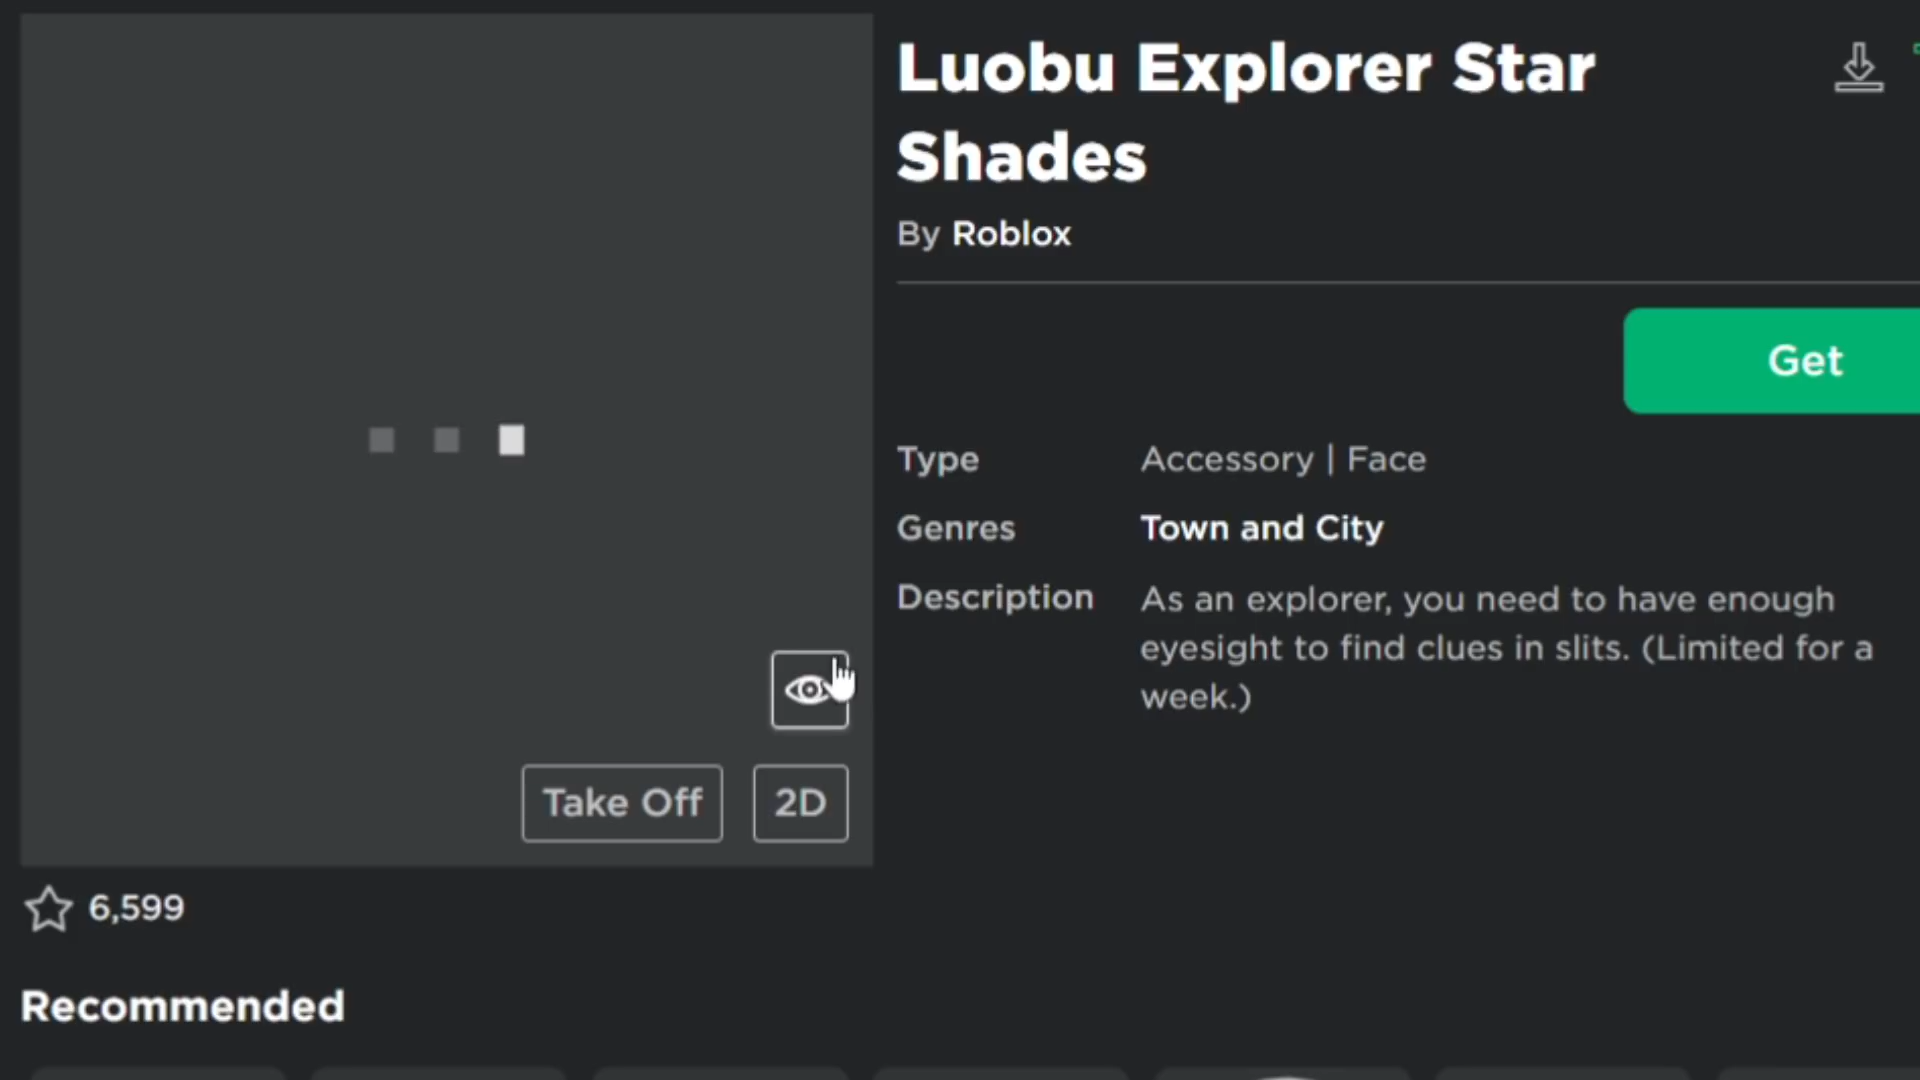 Luobu Explorer Star
Shades
By Roblox
Get
Type Accessory | Face
Genres Town and City
Description As an explorer, you need to have enough
eyesight to find clues in slits. (Limited for a
week.)
Take Off 2D
6,599
Recommended